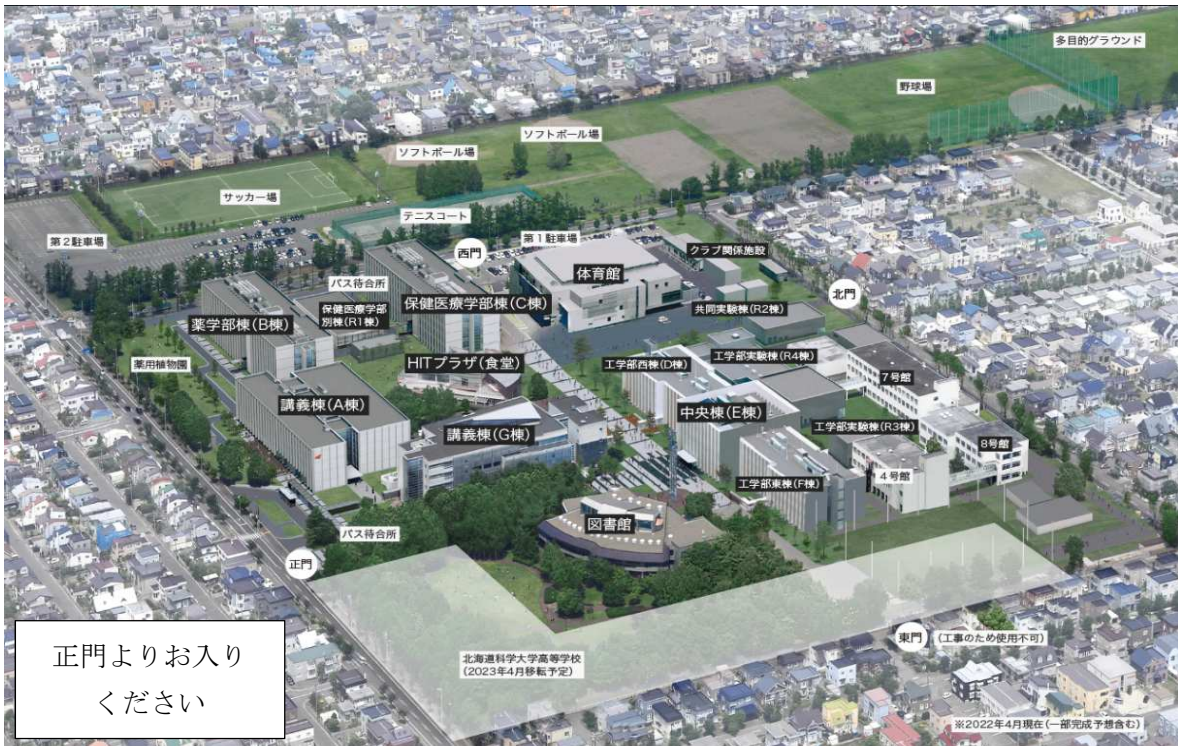 多目的グラウンド
野球場
ソフトボール場
ソフトボール場
サッカー場
テニスコート
第2駐車場
西門
第1駐車場
クラブ関係施設
体育館
バス待合所
北門
保健医療学部棟(C棟)
保健医療学部
別棟(R1棟)
共同実験棟(R2棟)
薬学部棟(B棟)
工学部実験棟(R4棟)
HITプラザ(食堂)
工学部西棟(D棟)
薬用植物園
7号館
講義棟(A棟)
中央棟(E棟)
工学部実験棟(R3棟)
講義棟(G棟)
8号館
4号館
工学部東棟(F棟)
図書館
バス待合所
正門
東門
(工事のため使用不可)
北海道科学大学高等学校
(2023年4月移転予定)
正門よりお入り
ください
※2022年4月現在(一部完成予想含む)